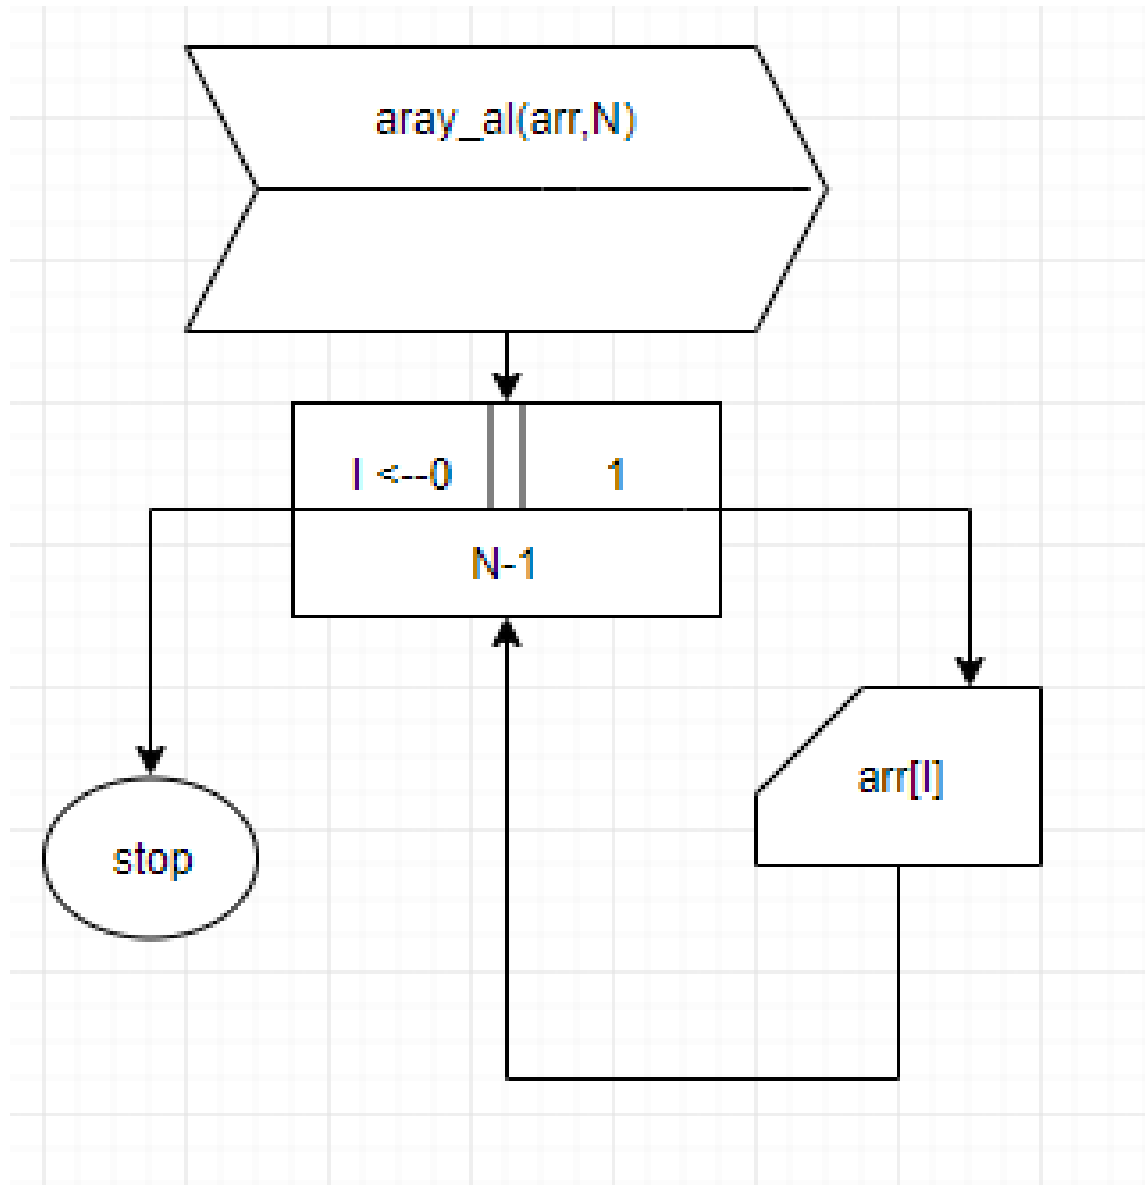 aray_al(arr,N)
I <--0
1
N-1
arr[I]
stop